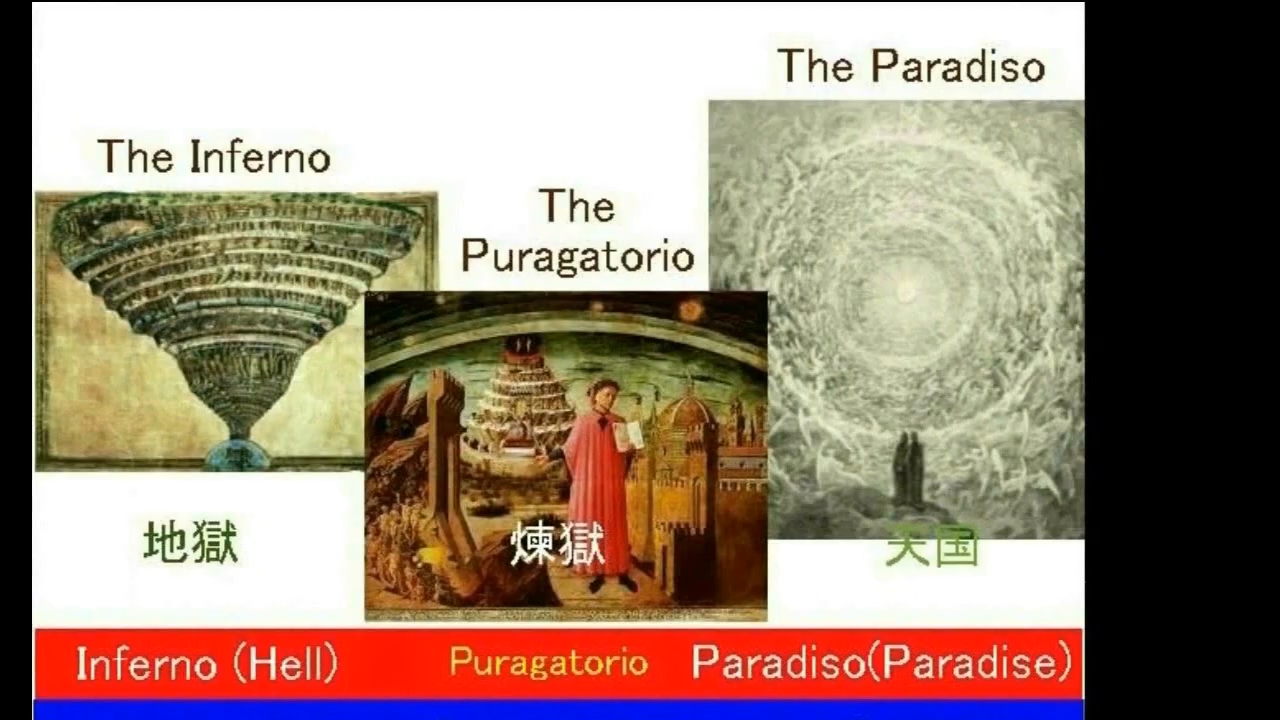 The Paradiso
The Inferno
The
Puragatorio
地獄
煉獄
天国
Inferno (Hell)
Puragatorio
Paradiso(Paradise)